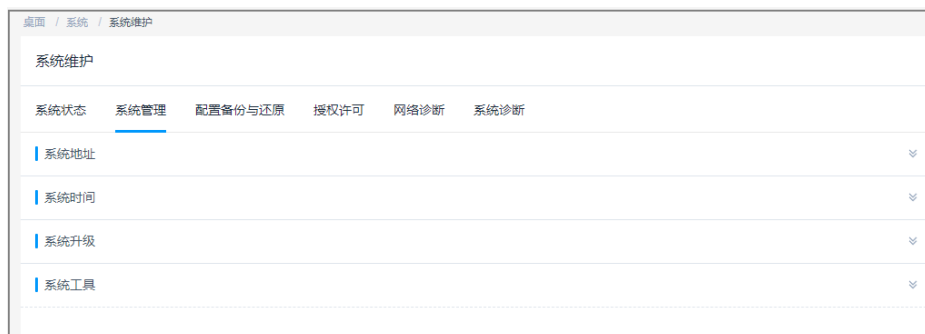 桌面 / 系统 / 系统维护
系统维护
系统状态 系统管理 配置备份与还原 授权许可 网络诊断 系统诊断
系统地址
系统时间
系统升级
系统工具